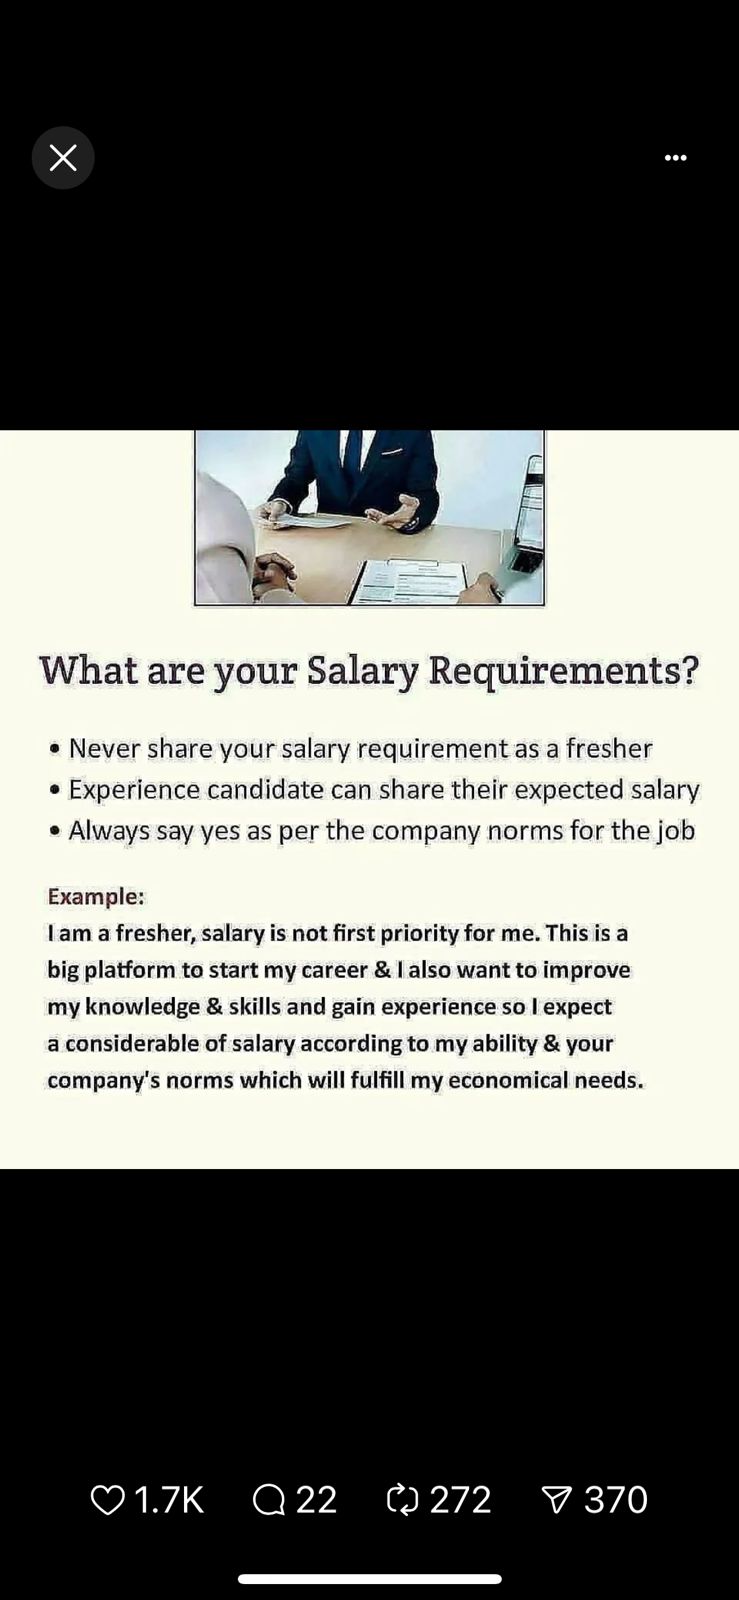 What are your Salary Requirements?
• Never share your salary requirement as a fresher
• Experience candidate can share their expected salary
• Always say yes as per the company norms for the job
Example:
I am a fresher, salary is not first priority for me. This is a
big platform to start my career & I also want to improve
my knowledge & skills and gain experience so I expect
a considerable of salary according to my ability & your
company's norms which will fulfill my economical needs.
1.7K 22 272 370